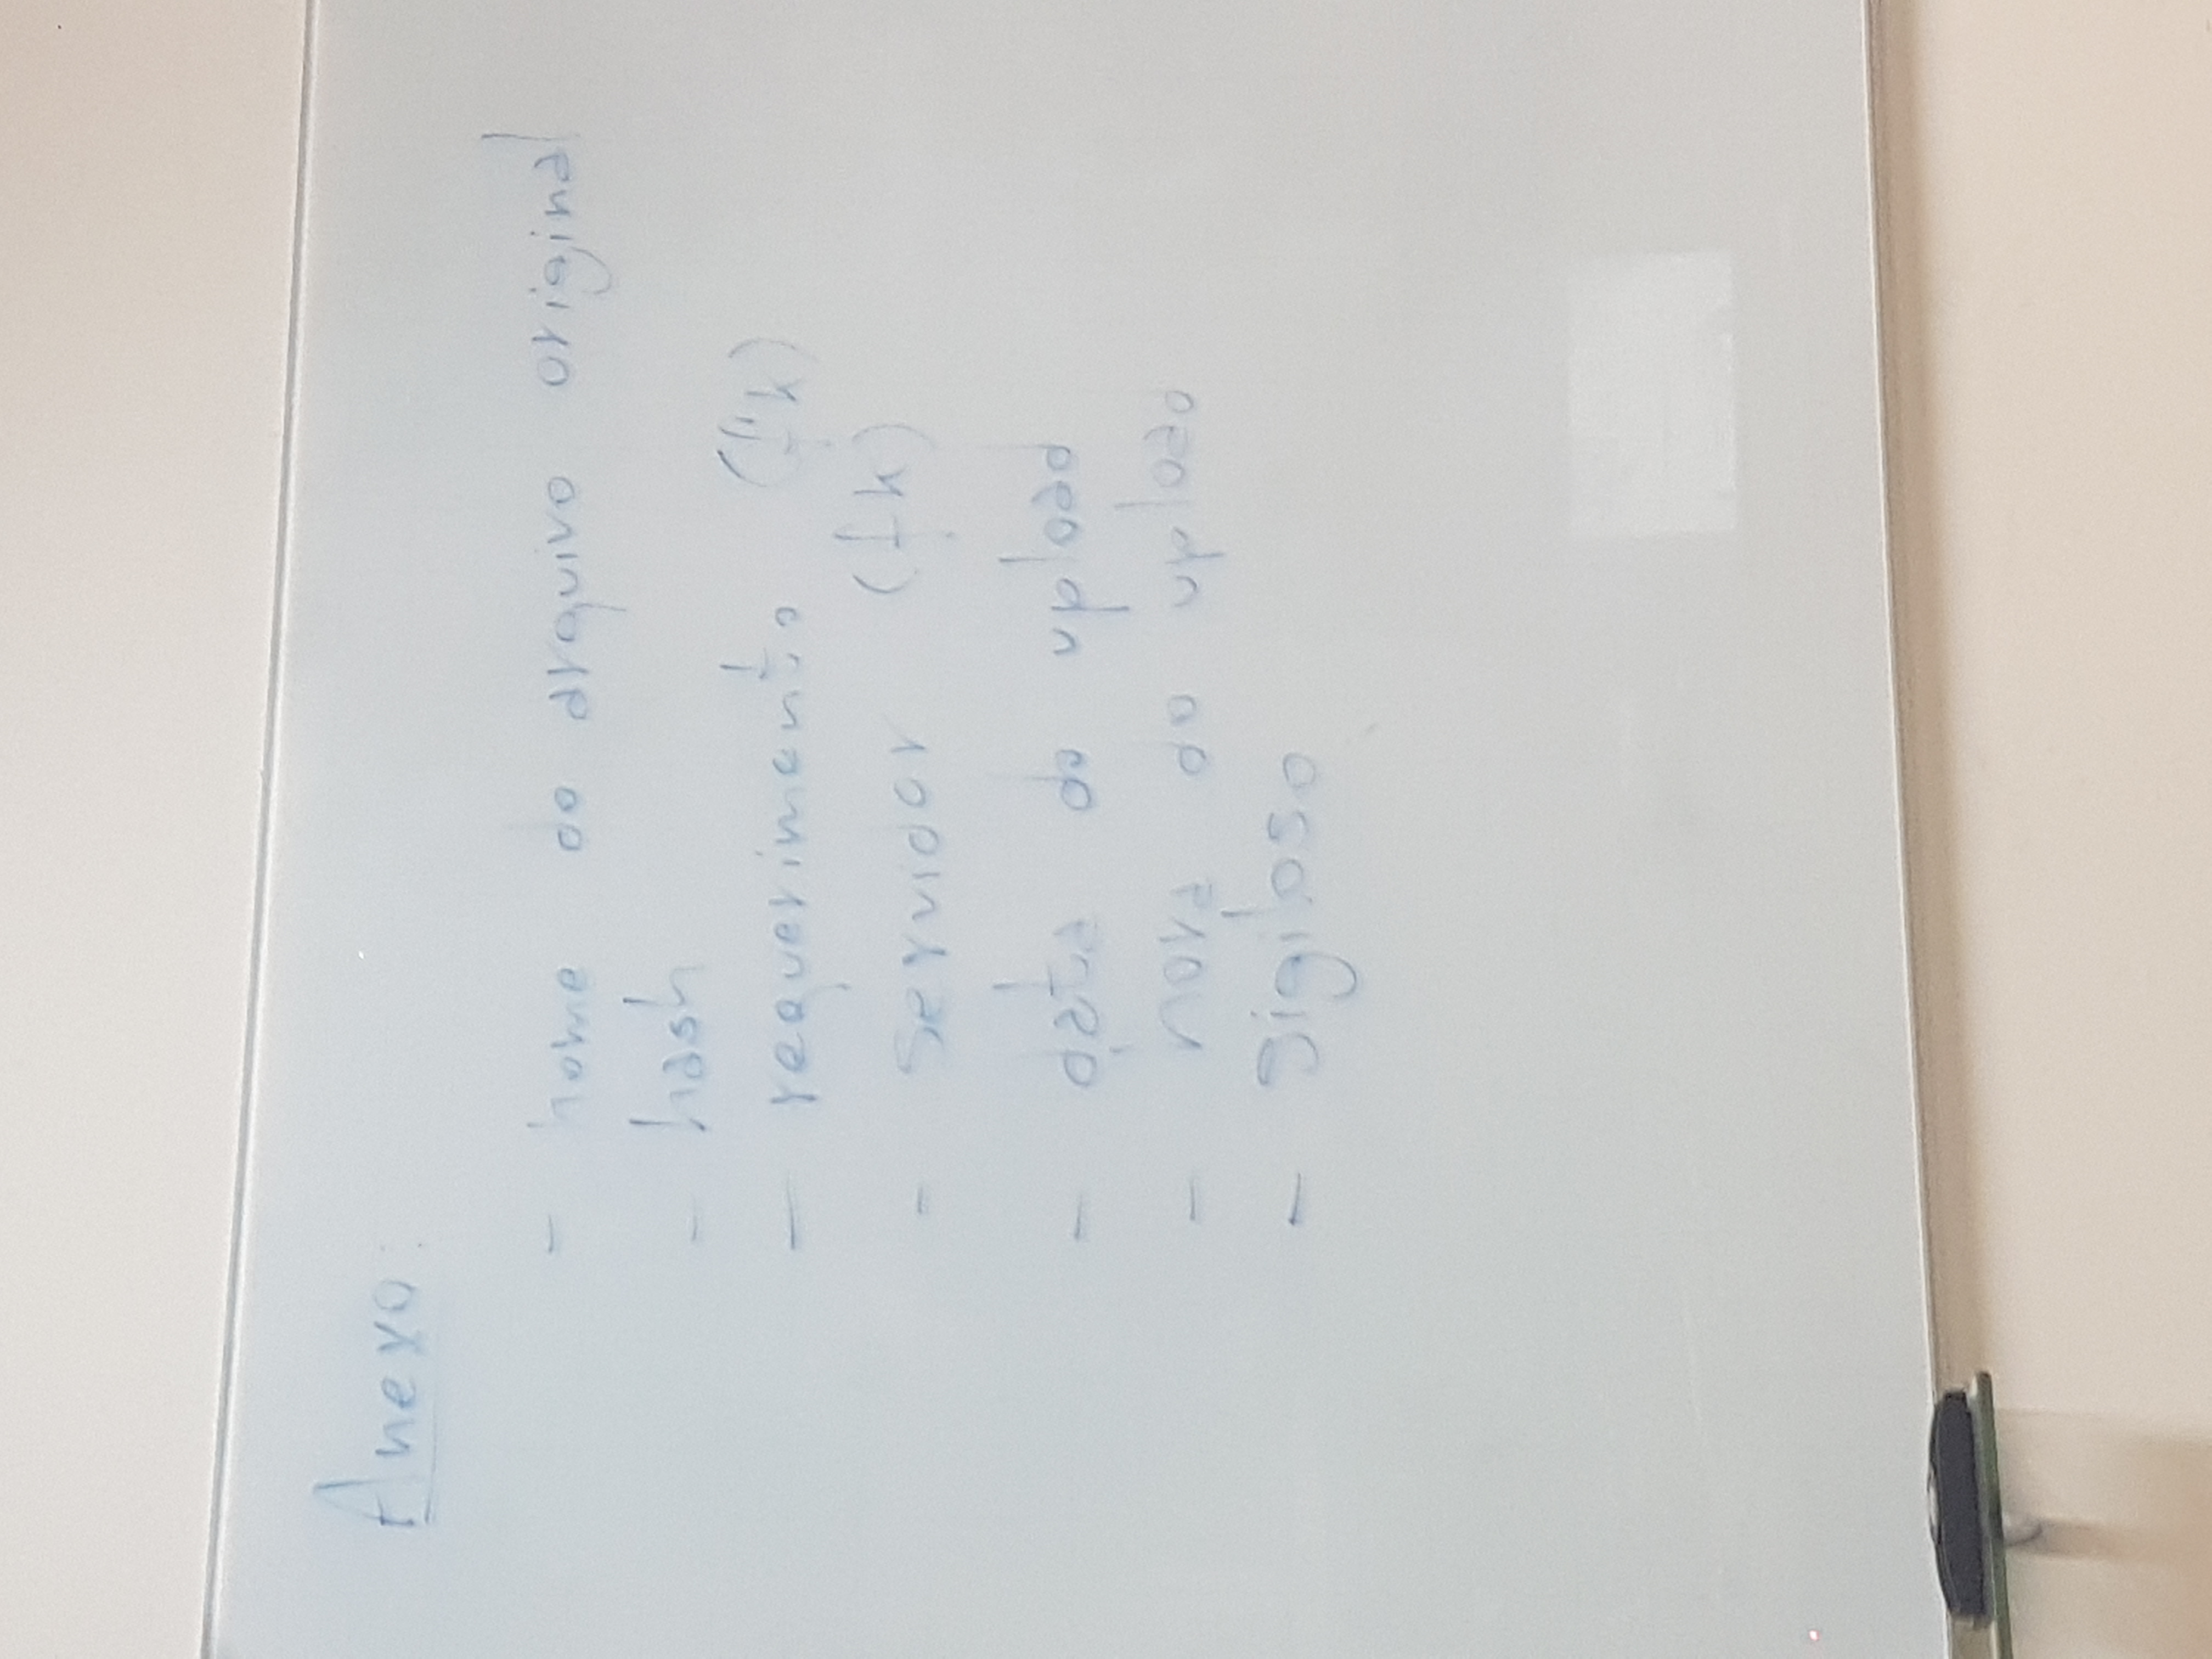 Anexo:
- nome do arquivo original
- hash
- requerimento (fk)
- servidor (fk)
- data do upload
- hora do upload
- sigiloso